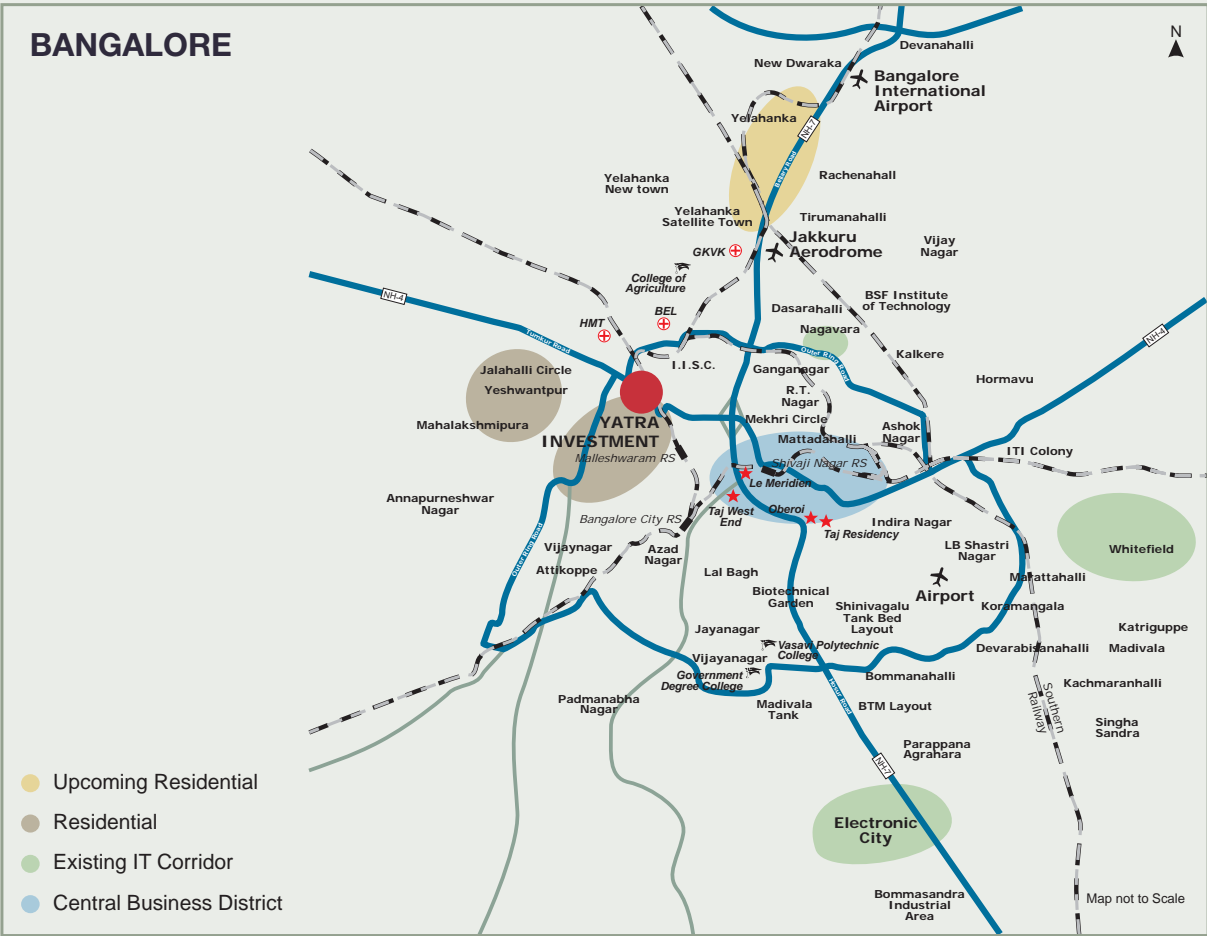 BANGALORE
N
Devanahalli
New Dwaraka
Bangalore
International
Airport
Yelahanka
NH-7
Bellary Road
Rachenahall
Yelahanka
New town
Yelahanka
Satellite Town
Tirumanahalli
Jakkuru
Aerodrome
Vijay
Nagar
GKVK
College of
Agriculture
BSF Institute
of Technology
NH-4
Dasarahalli
BEL
HMT
Nagavara
NH-4
Tumkur Road
Outer Ring Road
Kalkere
I.I.S.C.
Ganganagar
Jalahalli Circle
Hormavu
Yeshwantpur
R.T.
Nagar
YATRA
INVESTMENT
Mekhri Circle
Mahalakshmipura
Ashok
Nagar
Mattadahalli
ITI Colony
Malleshwaram RS
Shivaji Nagar RS
Le Meridien
Annapurneshwar
Nagar
Taj West
End
Oberoi
Bangalore City RS
Indira Nagar
Taj Residency
Outer Ring Road
Vijaynagar
Azad
Nagar
LB Shastri
Nagar
Whitefield
Attikoppe
Lal Bagh
Marattahalli
Airport
Biotechnical
Garden
Shinivagalu
Tank Bed
Layout
Koramangala
Jayanagar
Katriguppe
Vasavi Polytechnic
College
Devarabisanahalli
Madivala
Vijayanagar
Government
Degree College
Bommanahalli
Kachmaranhalli
Hosur Road
Padmanabha
Nagar
Madivala
Tank
BTM Layout
Southern
Railway
Singha
Sandra
Parappana
Agrahara
NH-7
Upcoming Residential
Residential
Electronic
City
Existing IT Corridor
Central Business District
Bommasandra
Industrial
Area
Map not to Scale